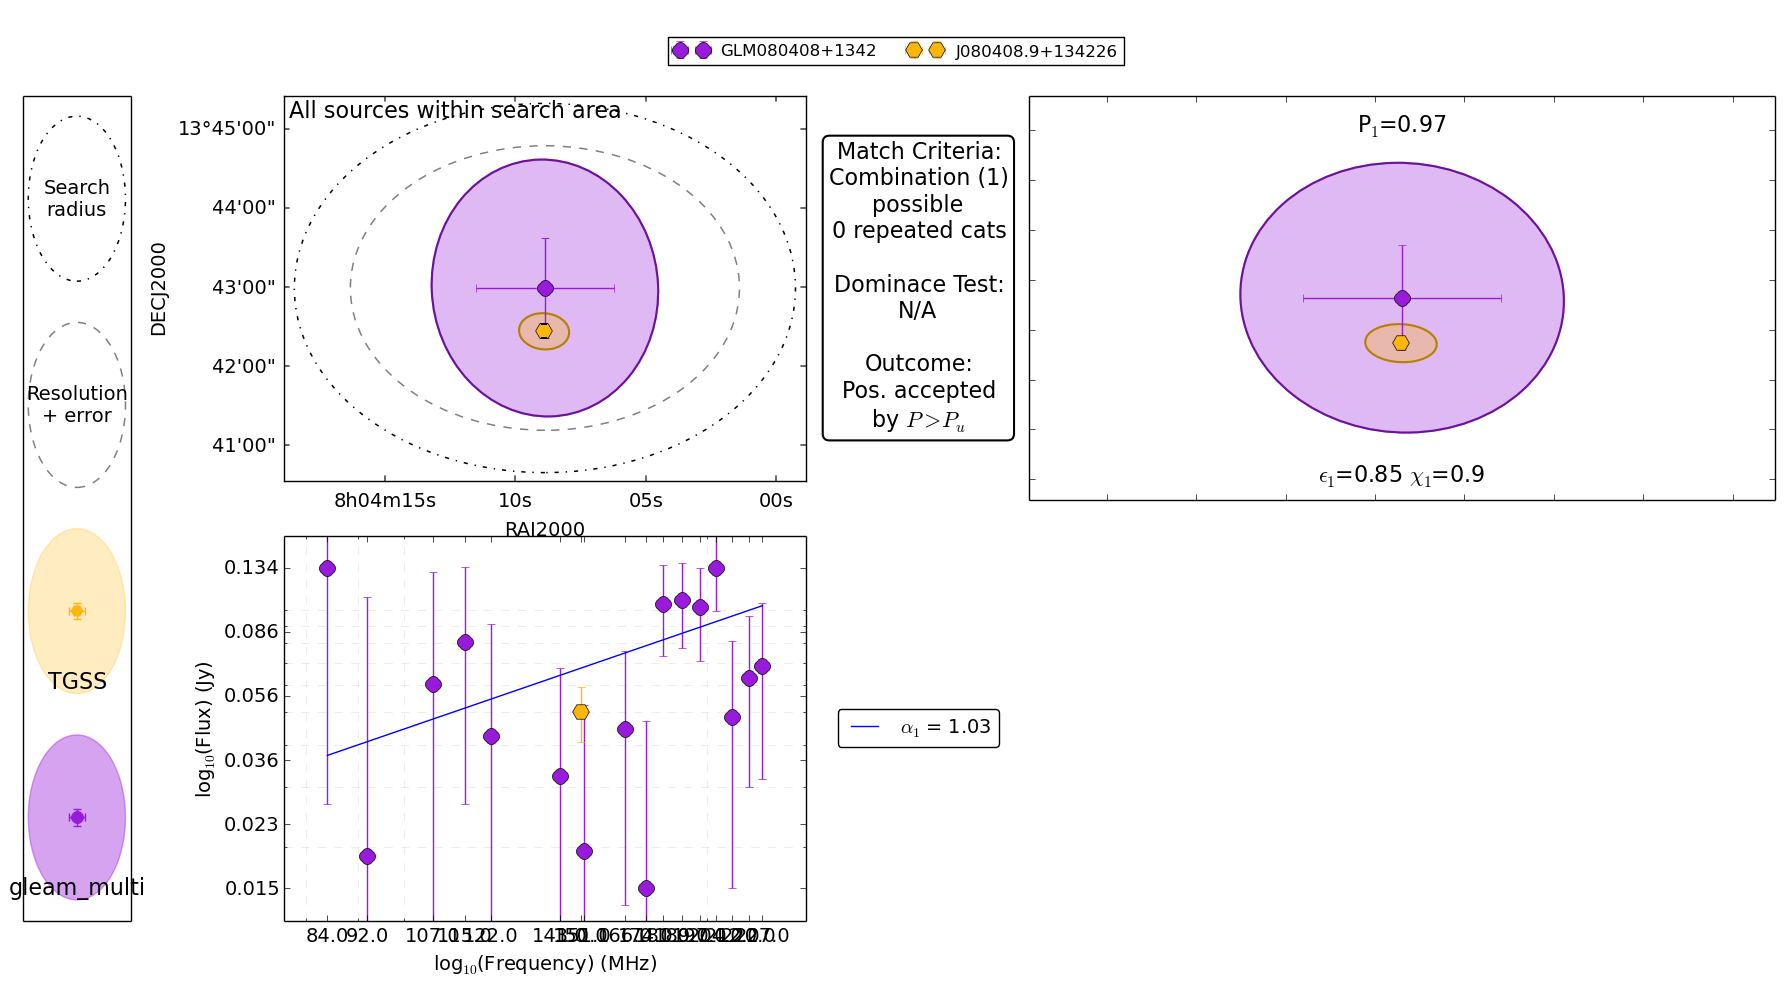 GLM080408+1342 J080408.9+134226
Search
radius
Resolution
+ error
TGSS
gleam_multi
All sources within search area
DECJ2000
13°45'00"
44'00"
43'00"
42'00"
41'00"
8h04m15s 10s 05s 00s
RAJ2000
Match Criteria:
Combination (1)
possible
0 repeated cats
Dominace Test:
N/A
Outcome:
Pos. accepted
by P>Pᵤ
P₁=0.97
ϵ₁=0.85 χ₁=0.9
log₁₀(Flux) (Jy)
0.134
0.086
0.056
0.036
0.023
0.015
84.0 92.0
log₁₀(Frequency) (MHz)
α₁ = 1.03